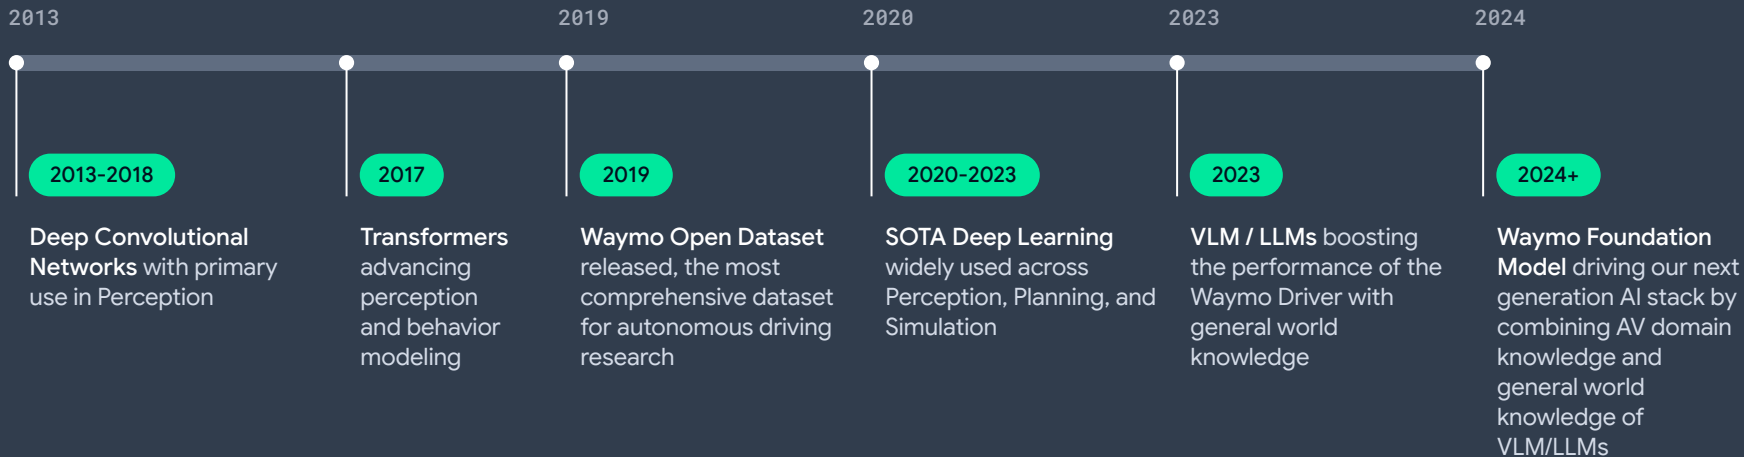 2013
2019
2020
2023
2024
2013-2018
Deep Convolutional
Networks with primary
use in Perception
2017
Transformers
advancing
perception
and behavior
modeling
2019
Waymo Open Dataset
released, the most
comprehensive dataset
for autonomous driving
research
2020-2023
SOTA Deep Learning
widely used across
Perception, Planning, and
Simulation
2023
VLM / LLMs boosting
the performance of the
Waymo Driver with
general world
knowledge
2024+
Waymo Foundation
Model driving our next
generation AI stack by
combining AV domain
knowledge and
general world
knowledge of
VLM/LLMs